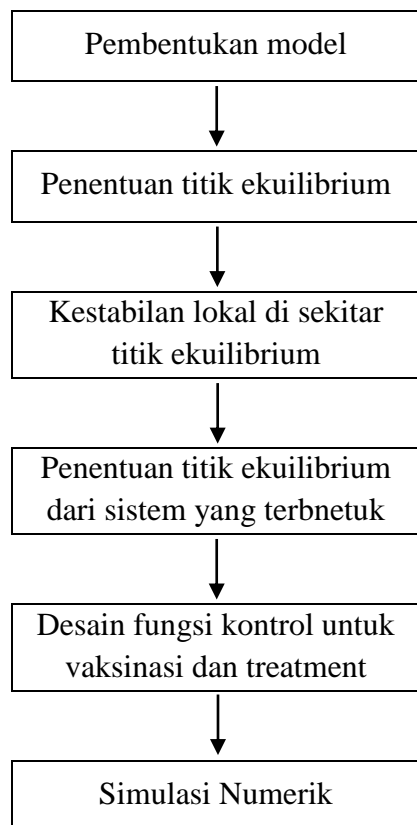 Pembentukan model
Penentuan titik ekuilibrium
Kestabilan lokal di sekitar
titik ekuilibrium
Penentuan titik ekuilibrium
dari sistem yang terbnetuk
Desain fungsi kontrol untuk
vaksinasi dan treatment
Simulasi Numerik